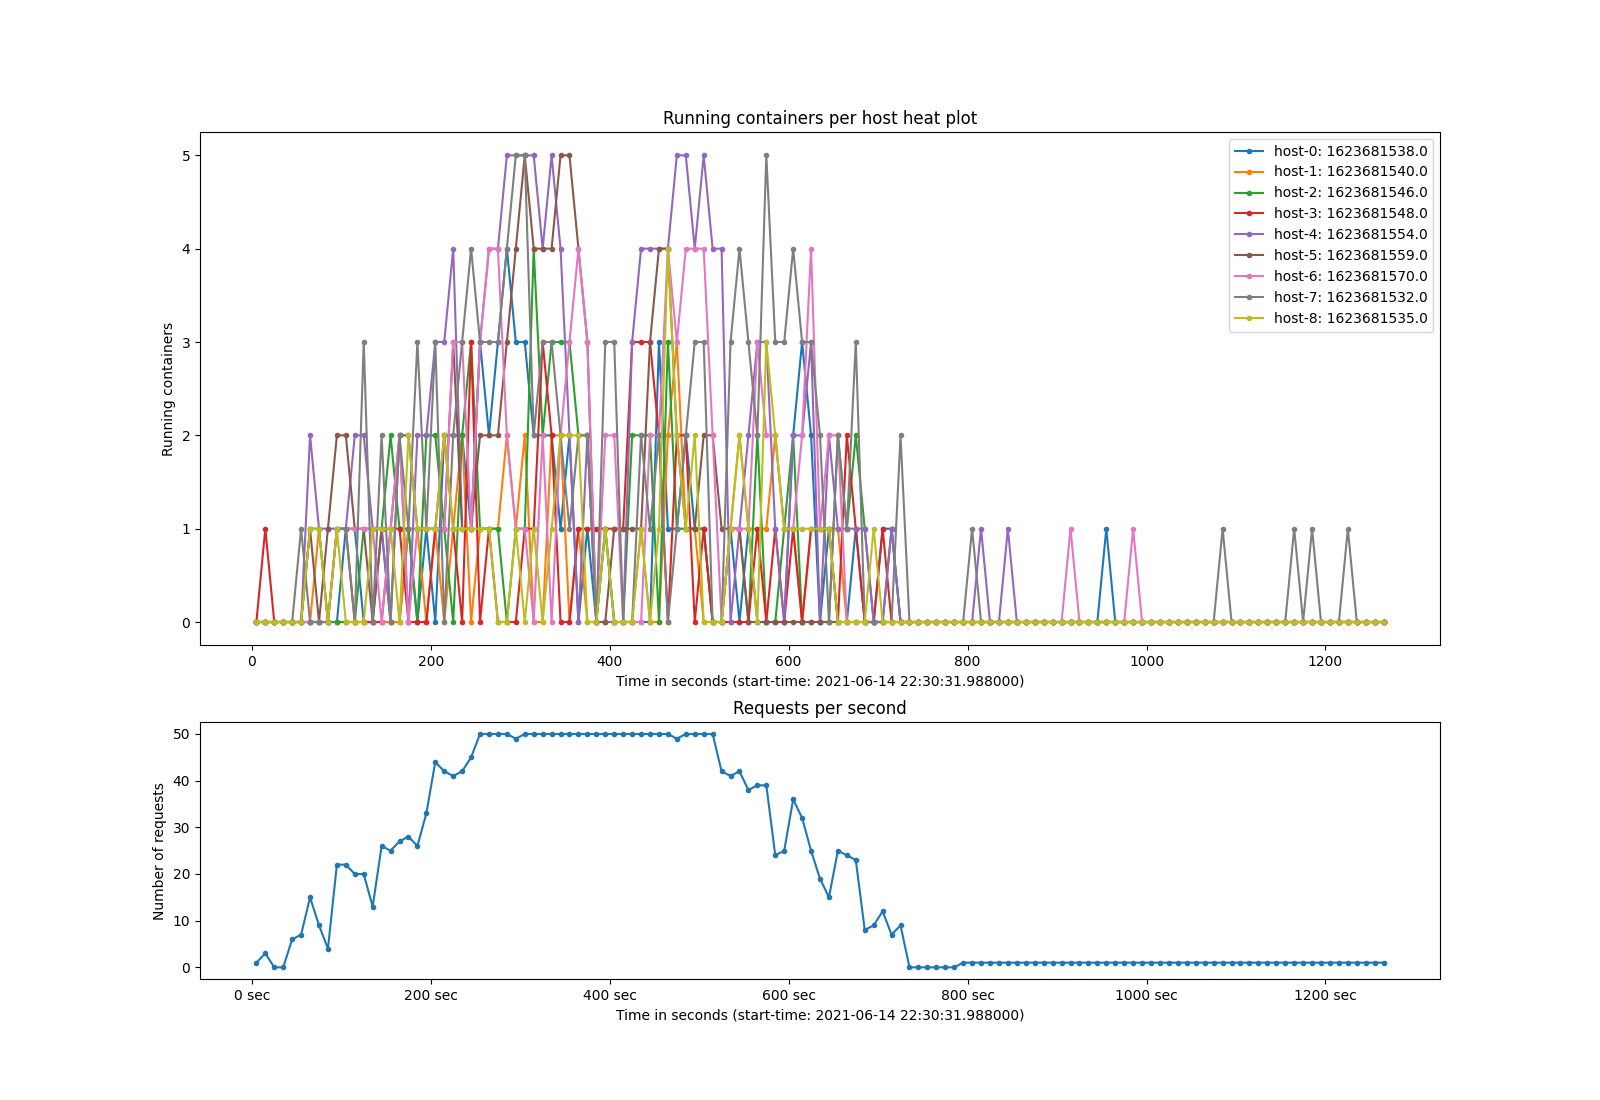 Running containers per host heat plot
Running containers
5
4
3
2
1
0
host-0: 1623681538.0
host-1: 1623681540.0
host-2: 1623681546.0
host-3: 1623681548.0
host-4: 1623681554.0
host-5: 1623681559.0
host-6: 1623681570.0
host-7: 1623681532.0
host-8: 1623681535.0
0 200 400 600 800 1000 1200
Time in seconds (start-time: 2021-06-14 22:30:31.988000)
Requests per second
Number of requests
50
40
30
20
10
0
0 sec 200 sec 400 sec 600 sec 800 sec 1000 sec 1200 sec
Time in seconds (start-time: 2021-06-14 22:30:31.988000)